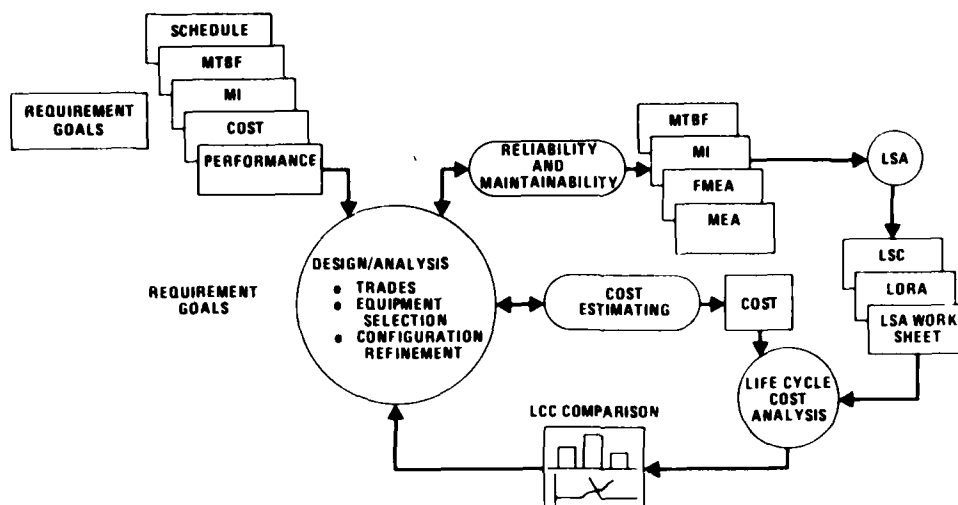 SCHEDULE
MTBF
MI
COST
PERFORMANCE
REQUIREMENT
GOALS
RELIABILITY
AND
MAINTAINABILITY
MTBF
MI
FMEA
MEA
LSA
LSC
LORA
LSA WORK
SHEET
REQUIREMENT
GOALS
DESIGN/ANALYSIS
• TRADES
• EQUIPMENT
SELECTION
• CONFIGURATION
REFINEMENT
COST
ESTIMATING
COST
LIFE CYCLE
COST
ANALYSIS
LCC COMPARISON